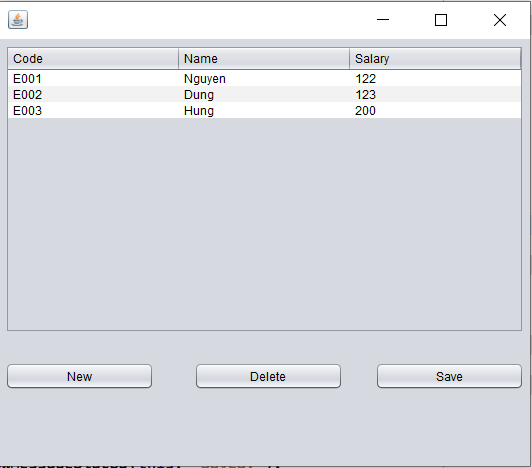 Code Name Salary
E001 Nguyen 122
E002 Dung 123
E003 Hung 200
New Delete Save